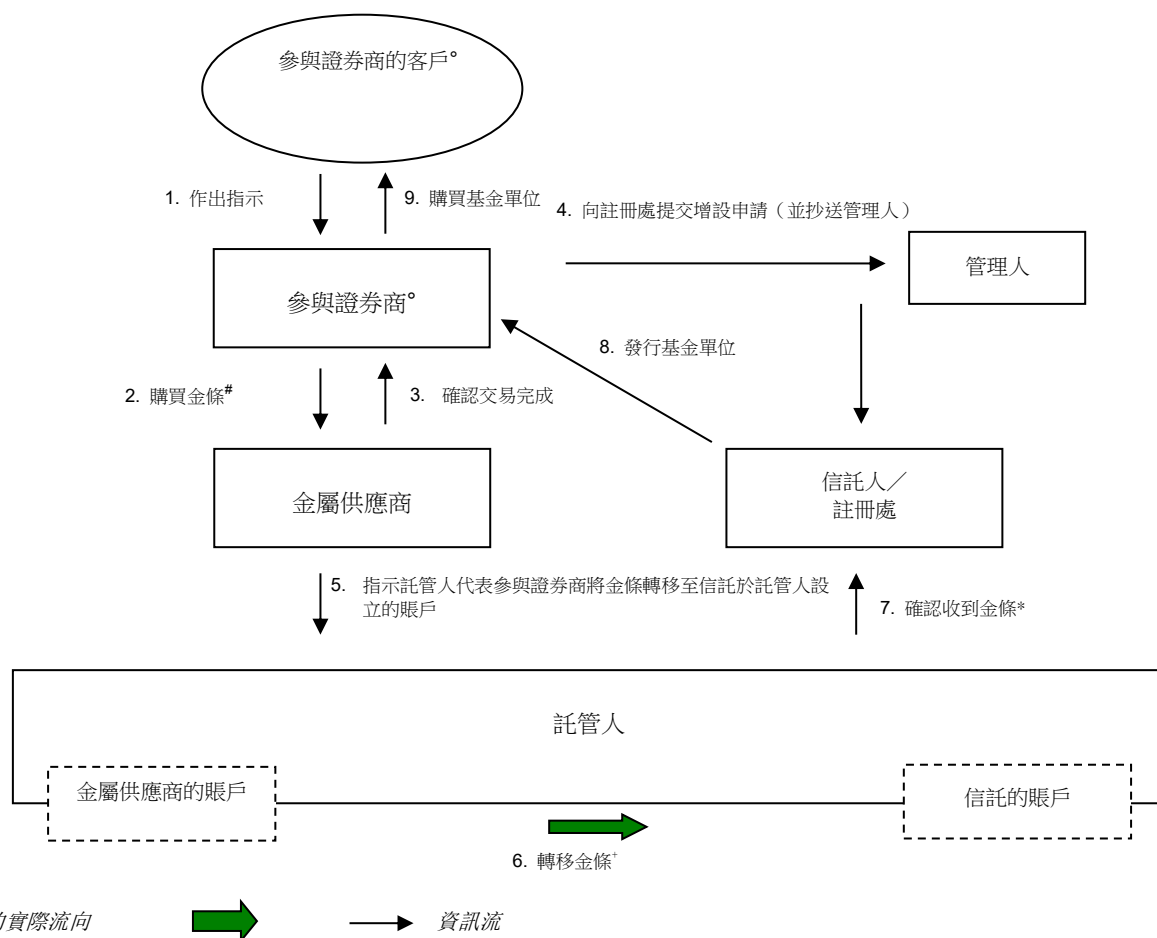 參與證券商的客戶°
1. 作出指示
9. 購買基金單位
4. 向註冊處提交增設申請（並抄送管理人）
管理人
參與證券商°
8. 發行基金單位
2. 購買金條#
3. 確認交易完成
金屬供應商
信託人／
註冊處
5. 指示託管人代表參與證券商將金條轉移至信託於託管人設
立的賬戶
7. 確認收到金條*
託管人
金屬供應商的賬戶
信託的賬戶
6. 轉移金條+
實際流向
資訊流